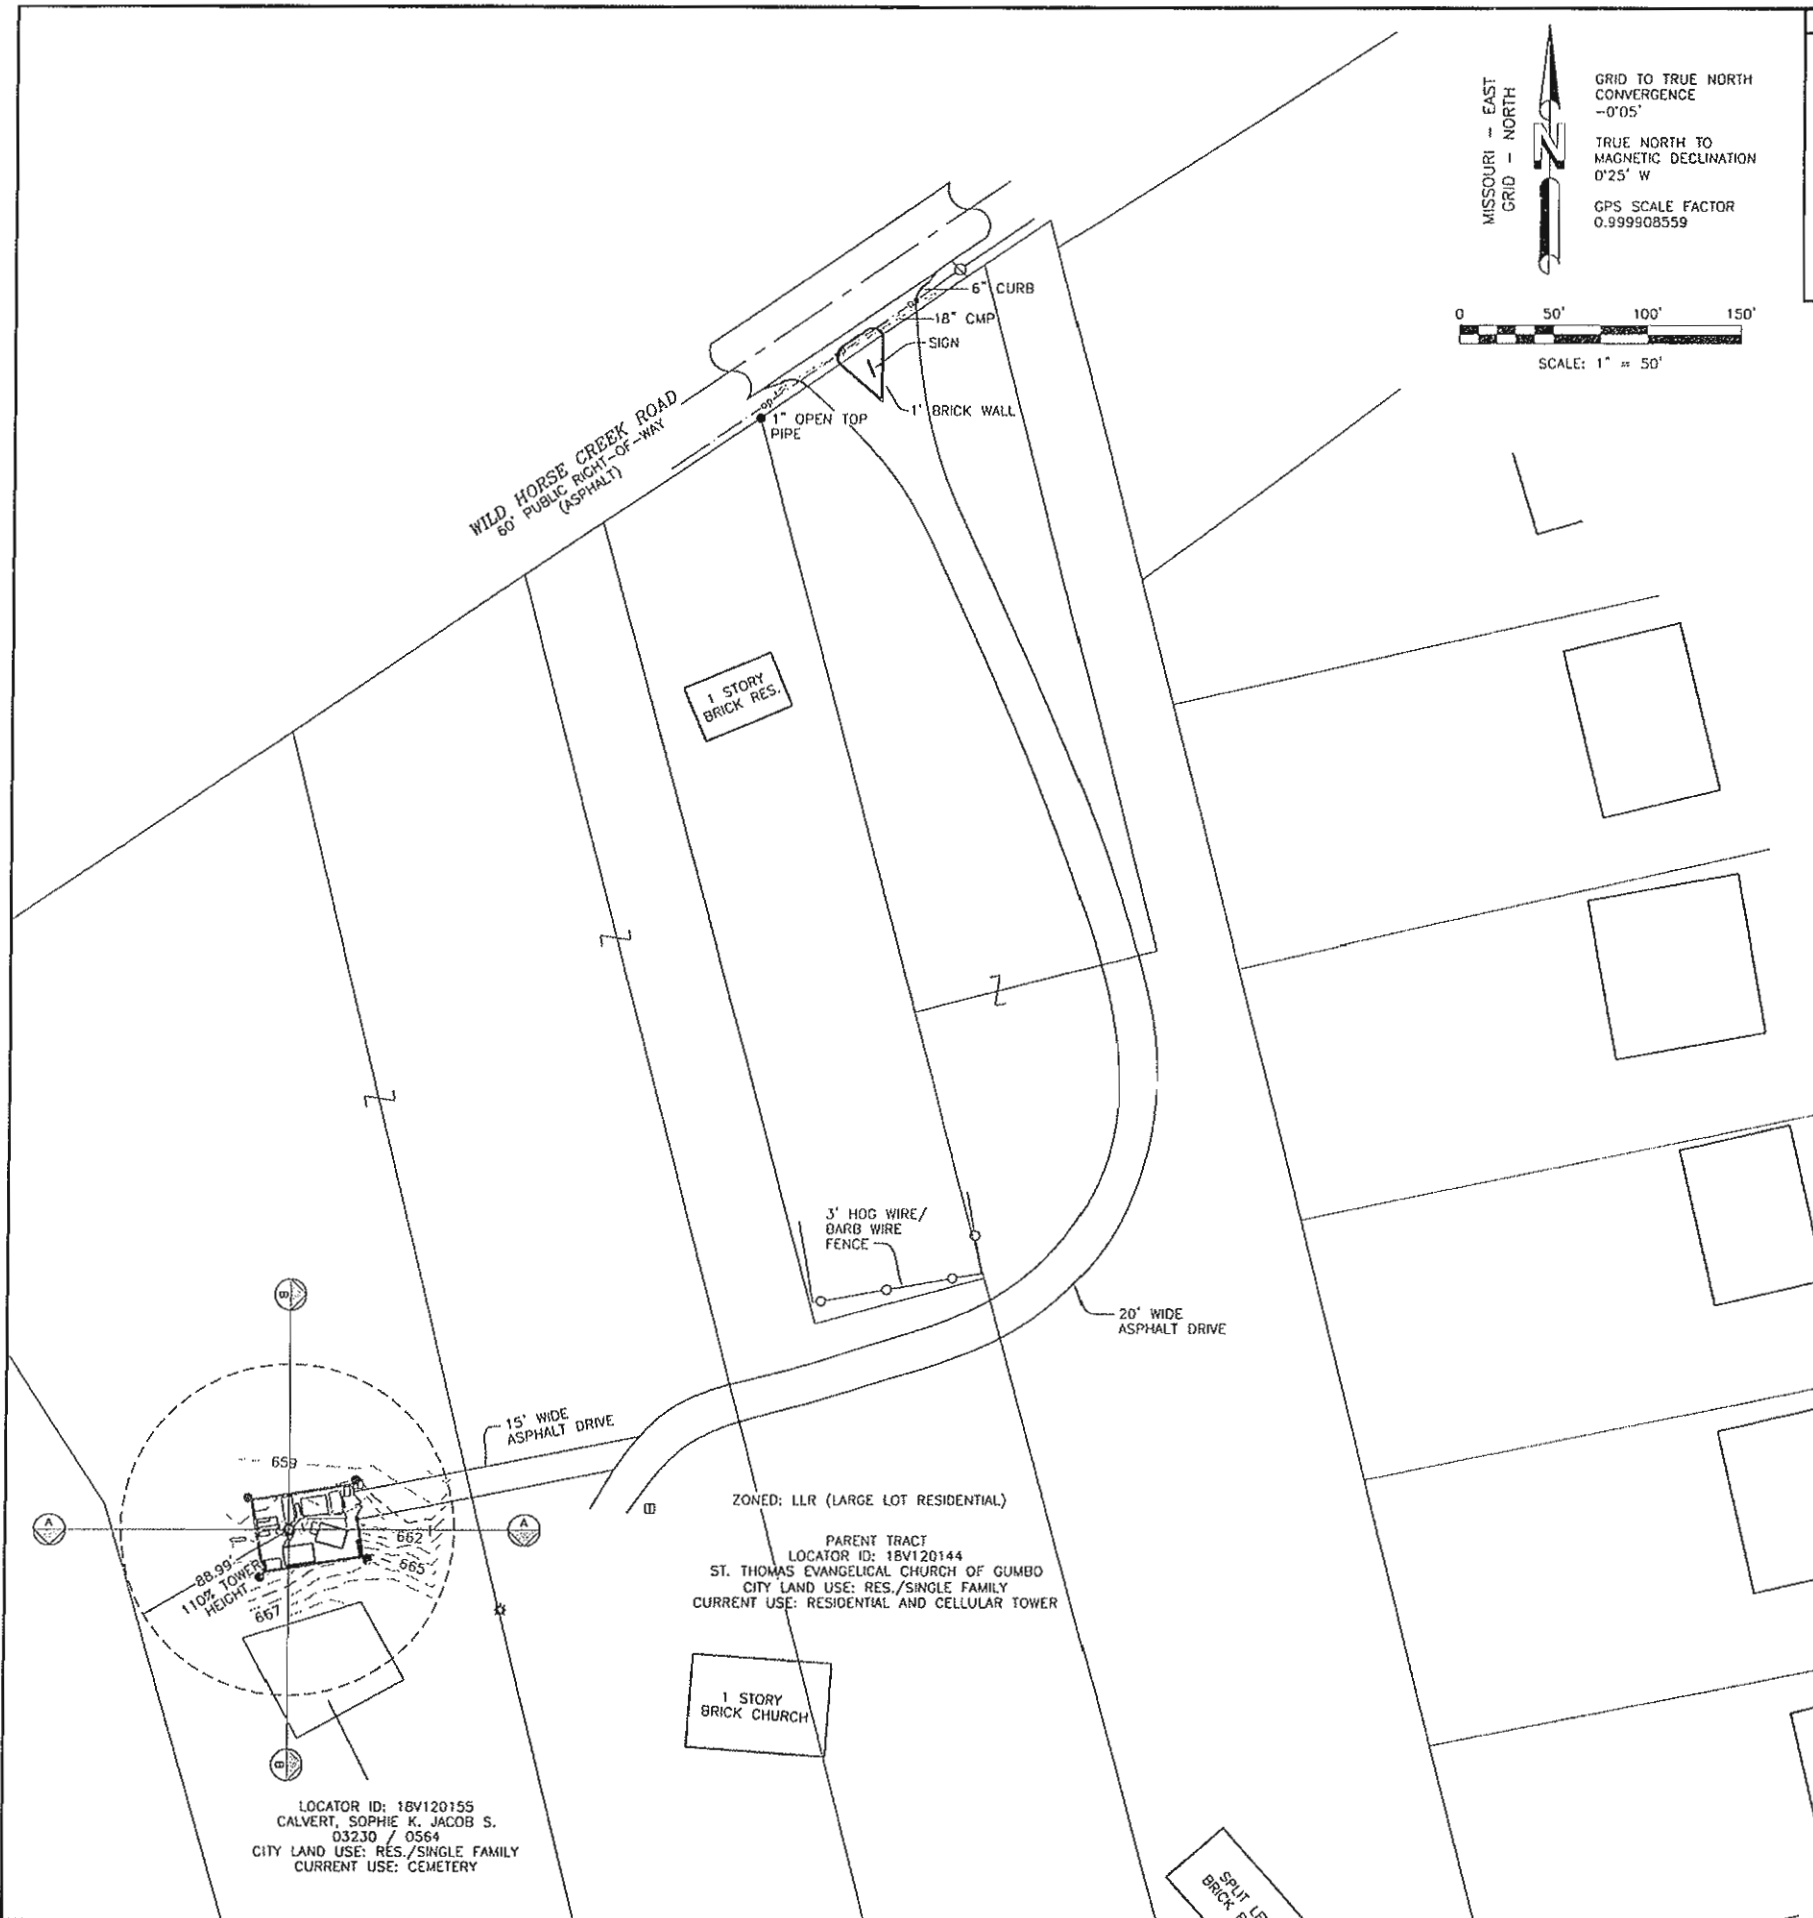 MISSOURI - EAST
GRID - NORTH
N
GRID TO TRUE NORTH
CONVERGENCE
-0°05'
TRUE NORTH TO
MAGNETIC DECLINATION
0°25' W
GPS SCALE FACTOR
0.999908559
0 50' 100' 150'
SCALE: 1" = 50'
6" CURB
18" CMP
SIGN
1' BRICK WALL
1" OPEN TOP
PIPE
WILD HORSE CREEK ROAD
60' PUBLIC RIGHT-OF-WAY
(ASPHALT)
1 STORY
BRICK RES.
3' HOG WIRE/
BARB WIRE
FENCE
20' WIDE
ASPHALT DRIVE
15' WIDE
ASPHALT DRIVE
B
659
A
A
662
665
667
88.99'
110% TOWER
HEIGHT
B
ZONED: LLR (LARGE LOT RESIDENTIAL)
PARENT TRACT
LOCATOR ID: 18V120144
ST. THOMAS EVANGELICAL CHURCH OF GUMBO
CITY LAND USE: RES./SINGLE FAMILY
CURRENT USE: RESIDENTIAL AND CELLULAR TOWER
1 STORY
BRICK CHURCH
LOCATOR ID: 18V120155
CALVERT, SOPHIE K. JACOB S.
03230 / 0564
CITY LAND USE: RES./SINGLE FAMILY
CURRENT USE: CEMETERY
SPLIT
BRICK